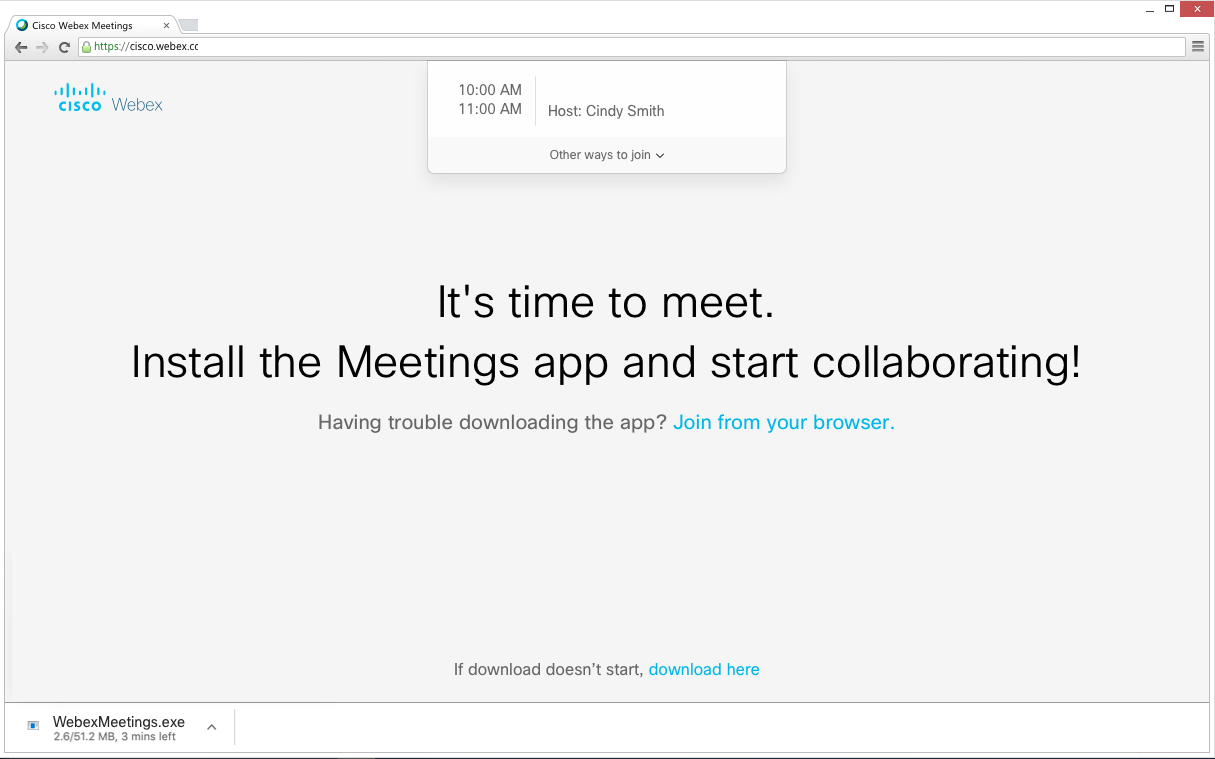 Cisco Webex Meetings
https://cisco.webex.cc
cisco Webex
10:00 AM
11:00 AM
Host: Cindy Smith
Other ways to join
It's time to meet.
Install the Meetings app and start collaborating!
Having trouble downloading the app? Join from your browser.
If download doesn’t start, download here
WebexMeetings.exe
2.6/51.2 MB, 3 mins left